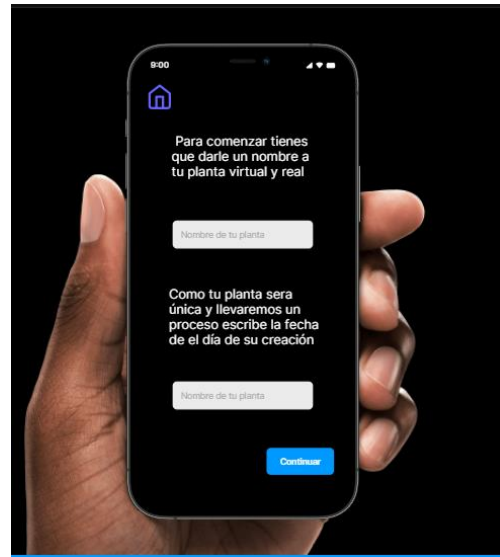 9:00
Para comenzar tienes
que darle un nombre a
tu planta virtual y real
Nombre de tu planta
Como tu planta sera
única y llevaremos un
proceso escribe la fecha
de el día de su creación
Nombre de tu planta
Continuar